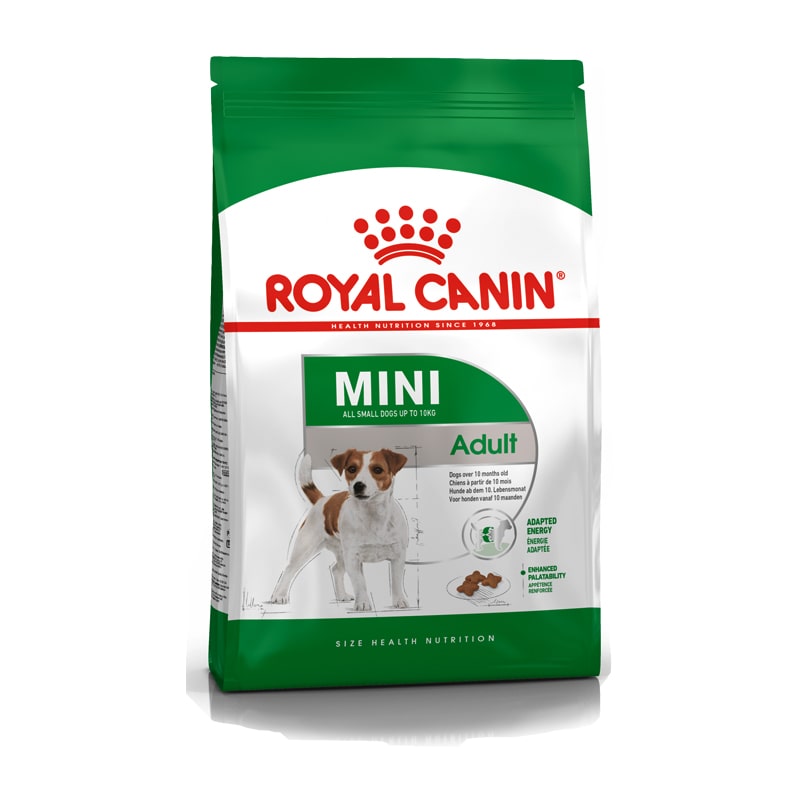 ROYAL CANIN®
HEALTH NUTRITION SINCE 1968
MINI
ALL SMALL DOGS UP TO 10KG
Adult
Dogs over 10 months old
Chiens à partir de 10 mois
Hunde ab dem 10. Lebensmonat
Voor honden vanaf 10 maanden
ADAPTED
ENERGY
ÉNERGIE
ADAPTÉE
ENHANCED
PALATABILITY
APPÉTENCE
RENFORCÉE
SIZE HEALTH NUTRITION